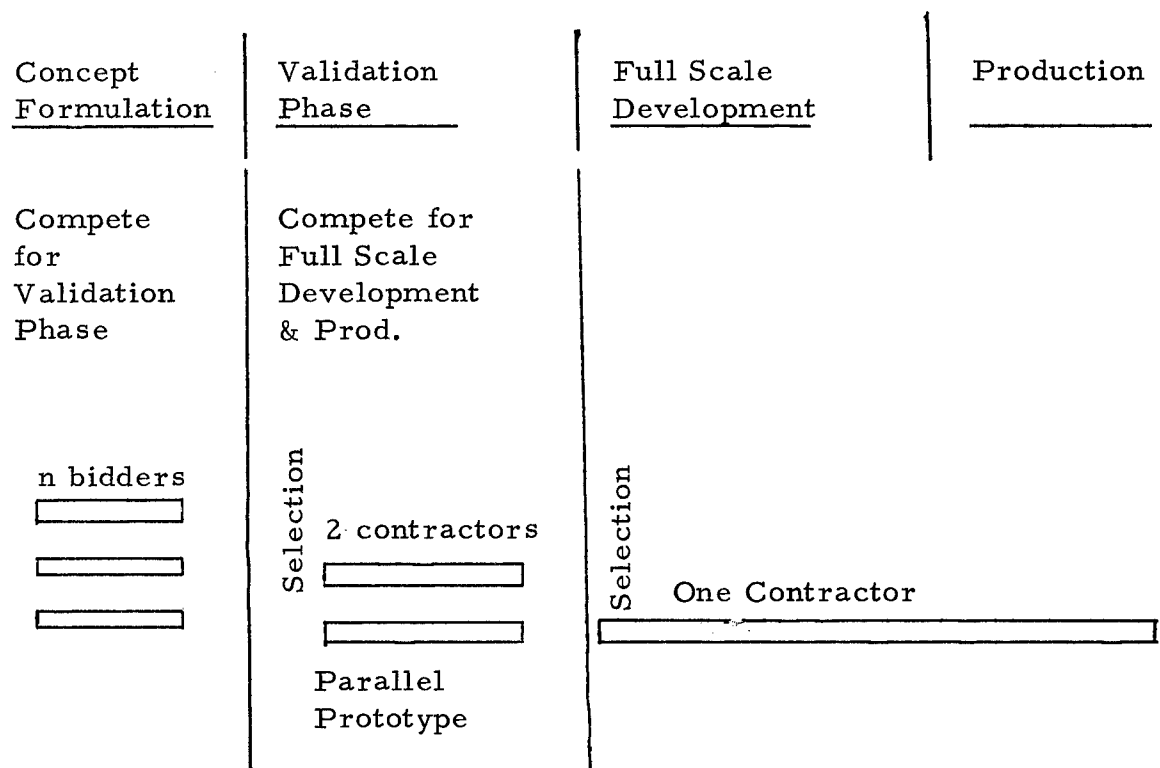 Concept
Formulation
Validation
Phase
Full Scale
Development
Production
Compete
for
Validation
Phase
Compete for
Full Scale
Development
& Prod.
n bidders
Selection
2 contractors
Parallel
Prototype
Selection
One Contractor